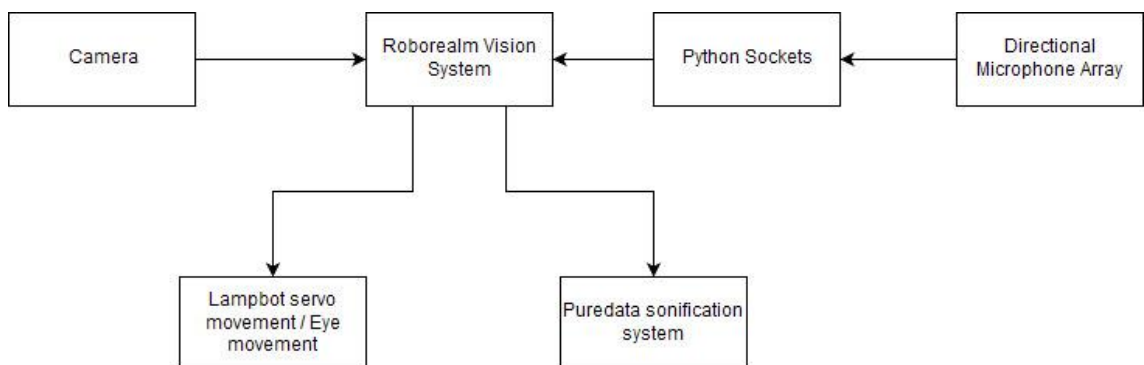 Camera
Roborealm Vision
System
Python Sockets
Directional
Microphone Array
Lampbot servo
movement / Eye
movement
Puredata sonification
system